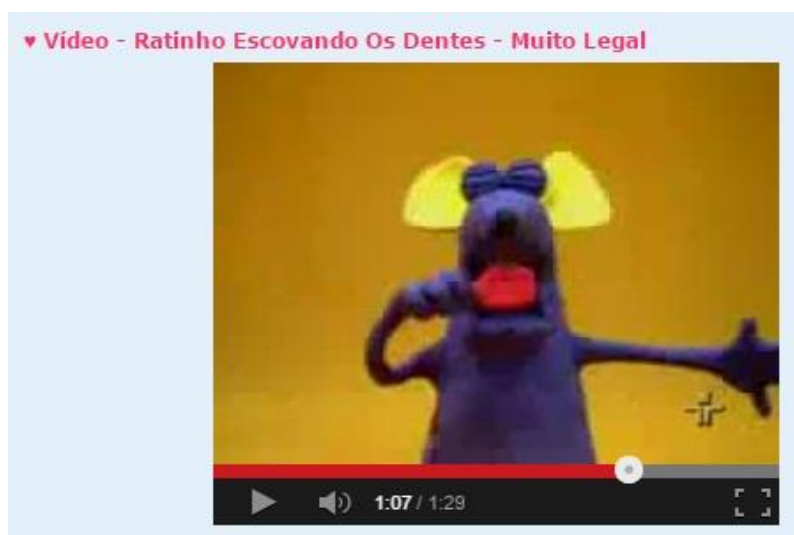 ♥ Vídeo - Ratinho Escovando Os Dentes - Muito Legal
1:07 / 1:29